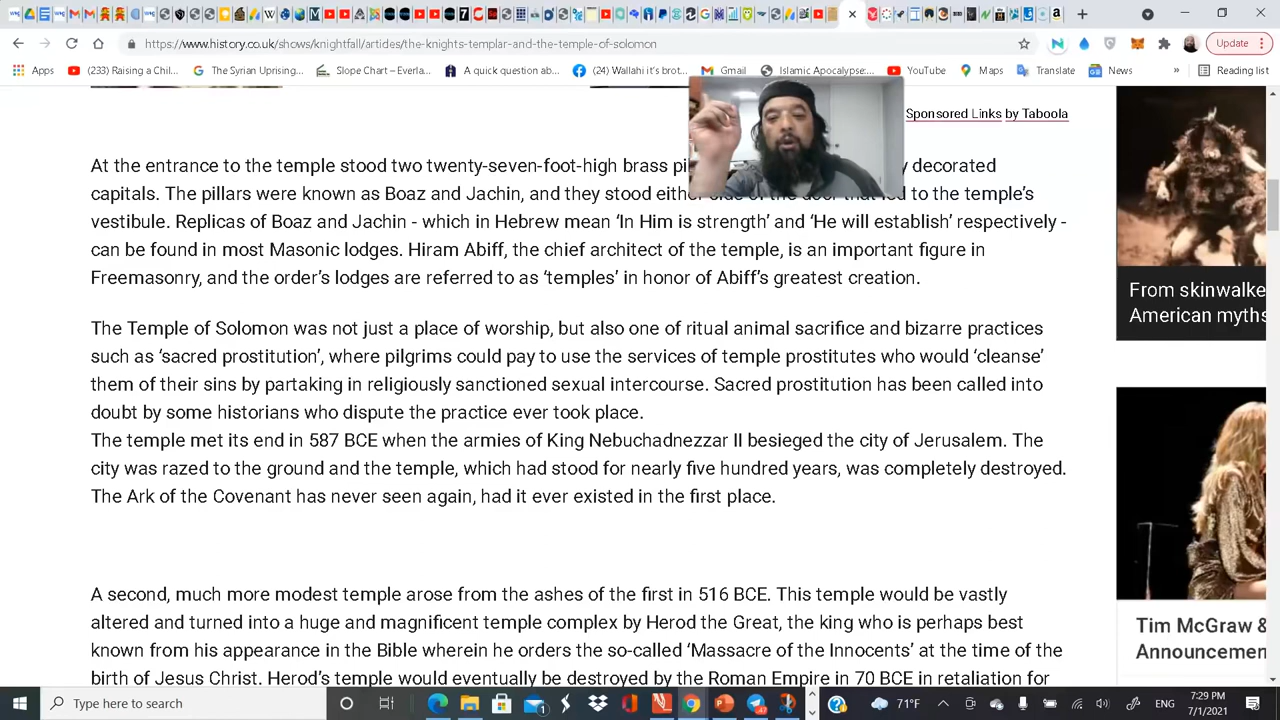 https://www.history.co.uk/shows/knightfall/articles/the-knights-templar-and-the-temple-of-solomon
Update
Apps
(233) Raising a Chil...
The Syrian Uprising...
Slope Chart – Everla...
A quick question ab...
(24) Wallahi it's brot...
Gmail
Islamic Apocalypse:...
YouTube
Maps
Translate
News
»
Reading list
Sponsored Links by Taboola
At the entrance to the temple stood two twenty-seven-foot-high brass decorated
capitals. The pillars were known as Boaz and Jachin, and they stood either side of the door that led to the temple's
vestibule. Replicas of Boaz and Jachin - which in Hebrew mean 'In Him is strength' and 'He will establish' respectively -
can be found in most Masonic lodges. Hiram Abiff, the chief architect of the temple, is an important figure in
Freemasonry, and the order's lodges are referred to as 'temples' in honor of Abiff's greatest creation.
The Temple of Solomon was not just a place of worship, but also one of ritual animal sacrifice and bizarre practices
such as 'sacred prostitution', where pilgrims could pay to use the services of temple prostitutes who would 'cleanse'
them of their sins by partaking in religiously sanctioned sexual intercourse. Sacred prostitution has been called into
doubt by some historians who dispute the practice ever took place.
The temple met its end in 587 BCE when the armies of King Nebuchadnezzar II besieged the city of Jerusalem. The
city was razed to the ground and the temple, which had stood for nearly five hundred years, was completely destroyed.
The Ark of the Covenant has never seen again, had it ever existed in the first place.
A second, much more modest temple arose from the ashes of the first in 516 BCE. This temple would be vastly
altered and turned into a huge and magnificent temple complex by Herod the Great, the king who is perhaps best
known from his appearance in the Bible wherein he orders the so-called 'Massacre of the Innocents' at the time of the
birth of Jesus Christ. Herod's temple would eventually be destroyed by the Roman Empire in 70 BCE in retaliation for
From skinwalke
American myths
Tim McGraw &
Announcemen
Type here to search
71°F
ENG
7:29 PM
7/1/2021